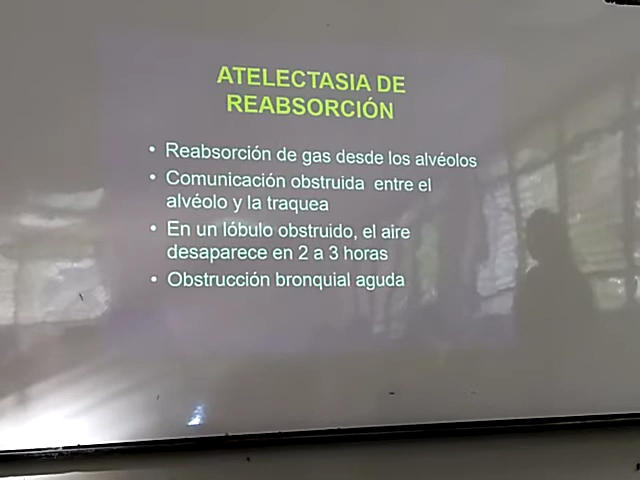 ATELECTASIA DE
REABSORCIÓN
• Reabsorción de gas desde los alvéolos
• Comunicación obstruida entre el
alvéolo y la traquea
• En un lóbulo obstruido, el aire
desaparece en 2 a 3 horas
• Obstrucción bronquial aguda